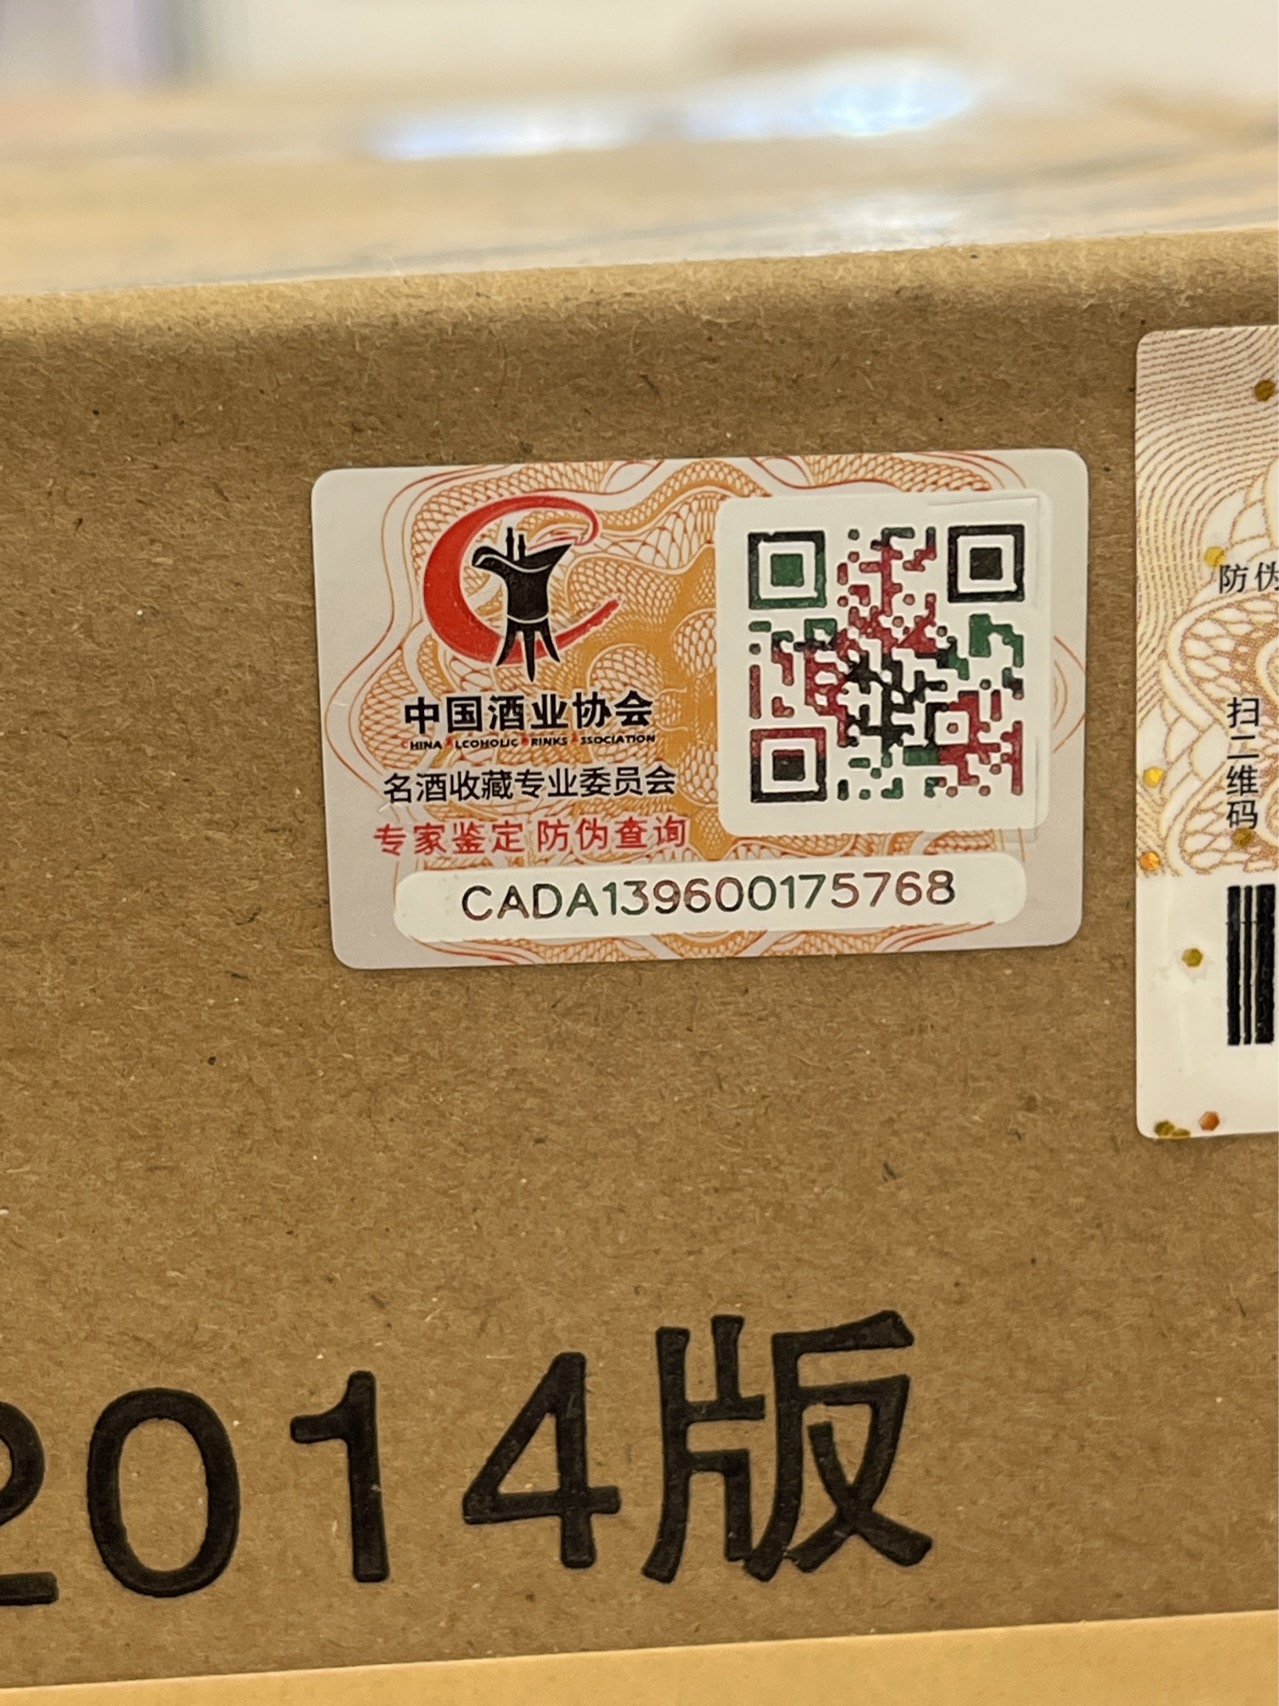 中国酒业协会
CHINA ALCOHOLIC DRINKS ASSOCIATION
名酒收藏专业委员会
专家鉴定 防伪查询
CADA139600175768
防伪
扫二维码
2014版